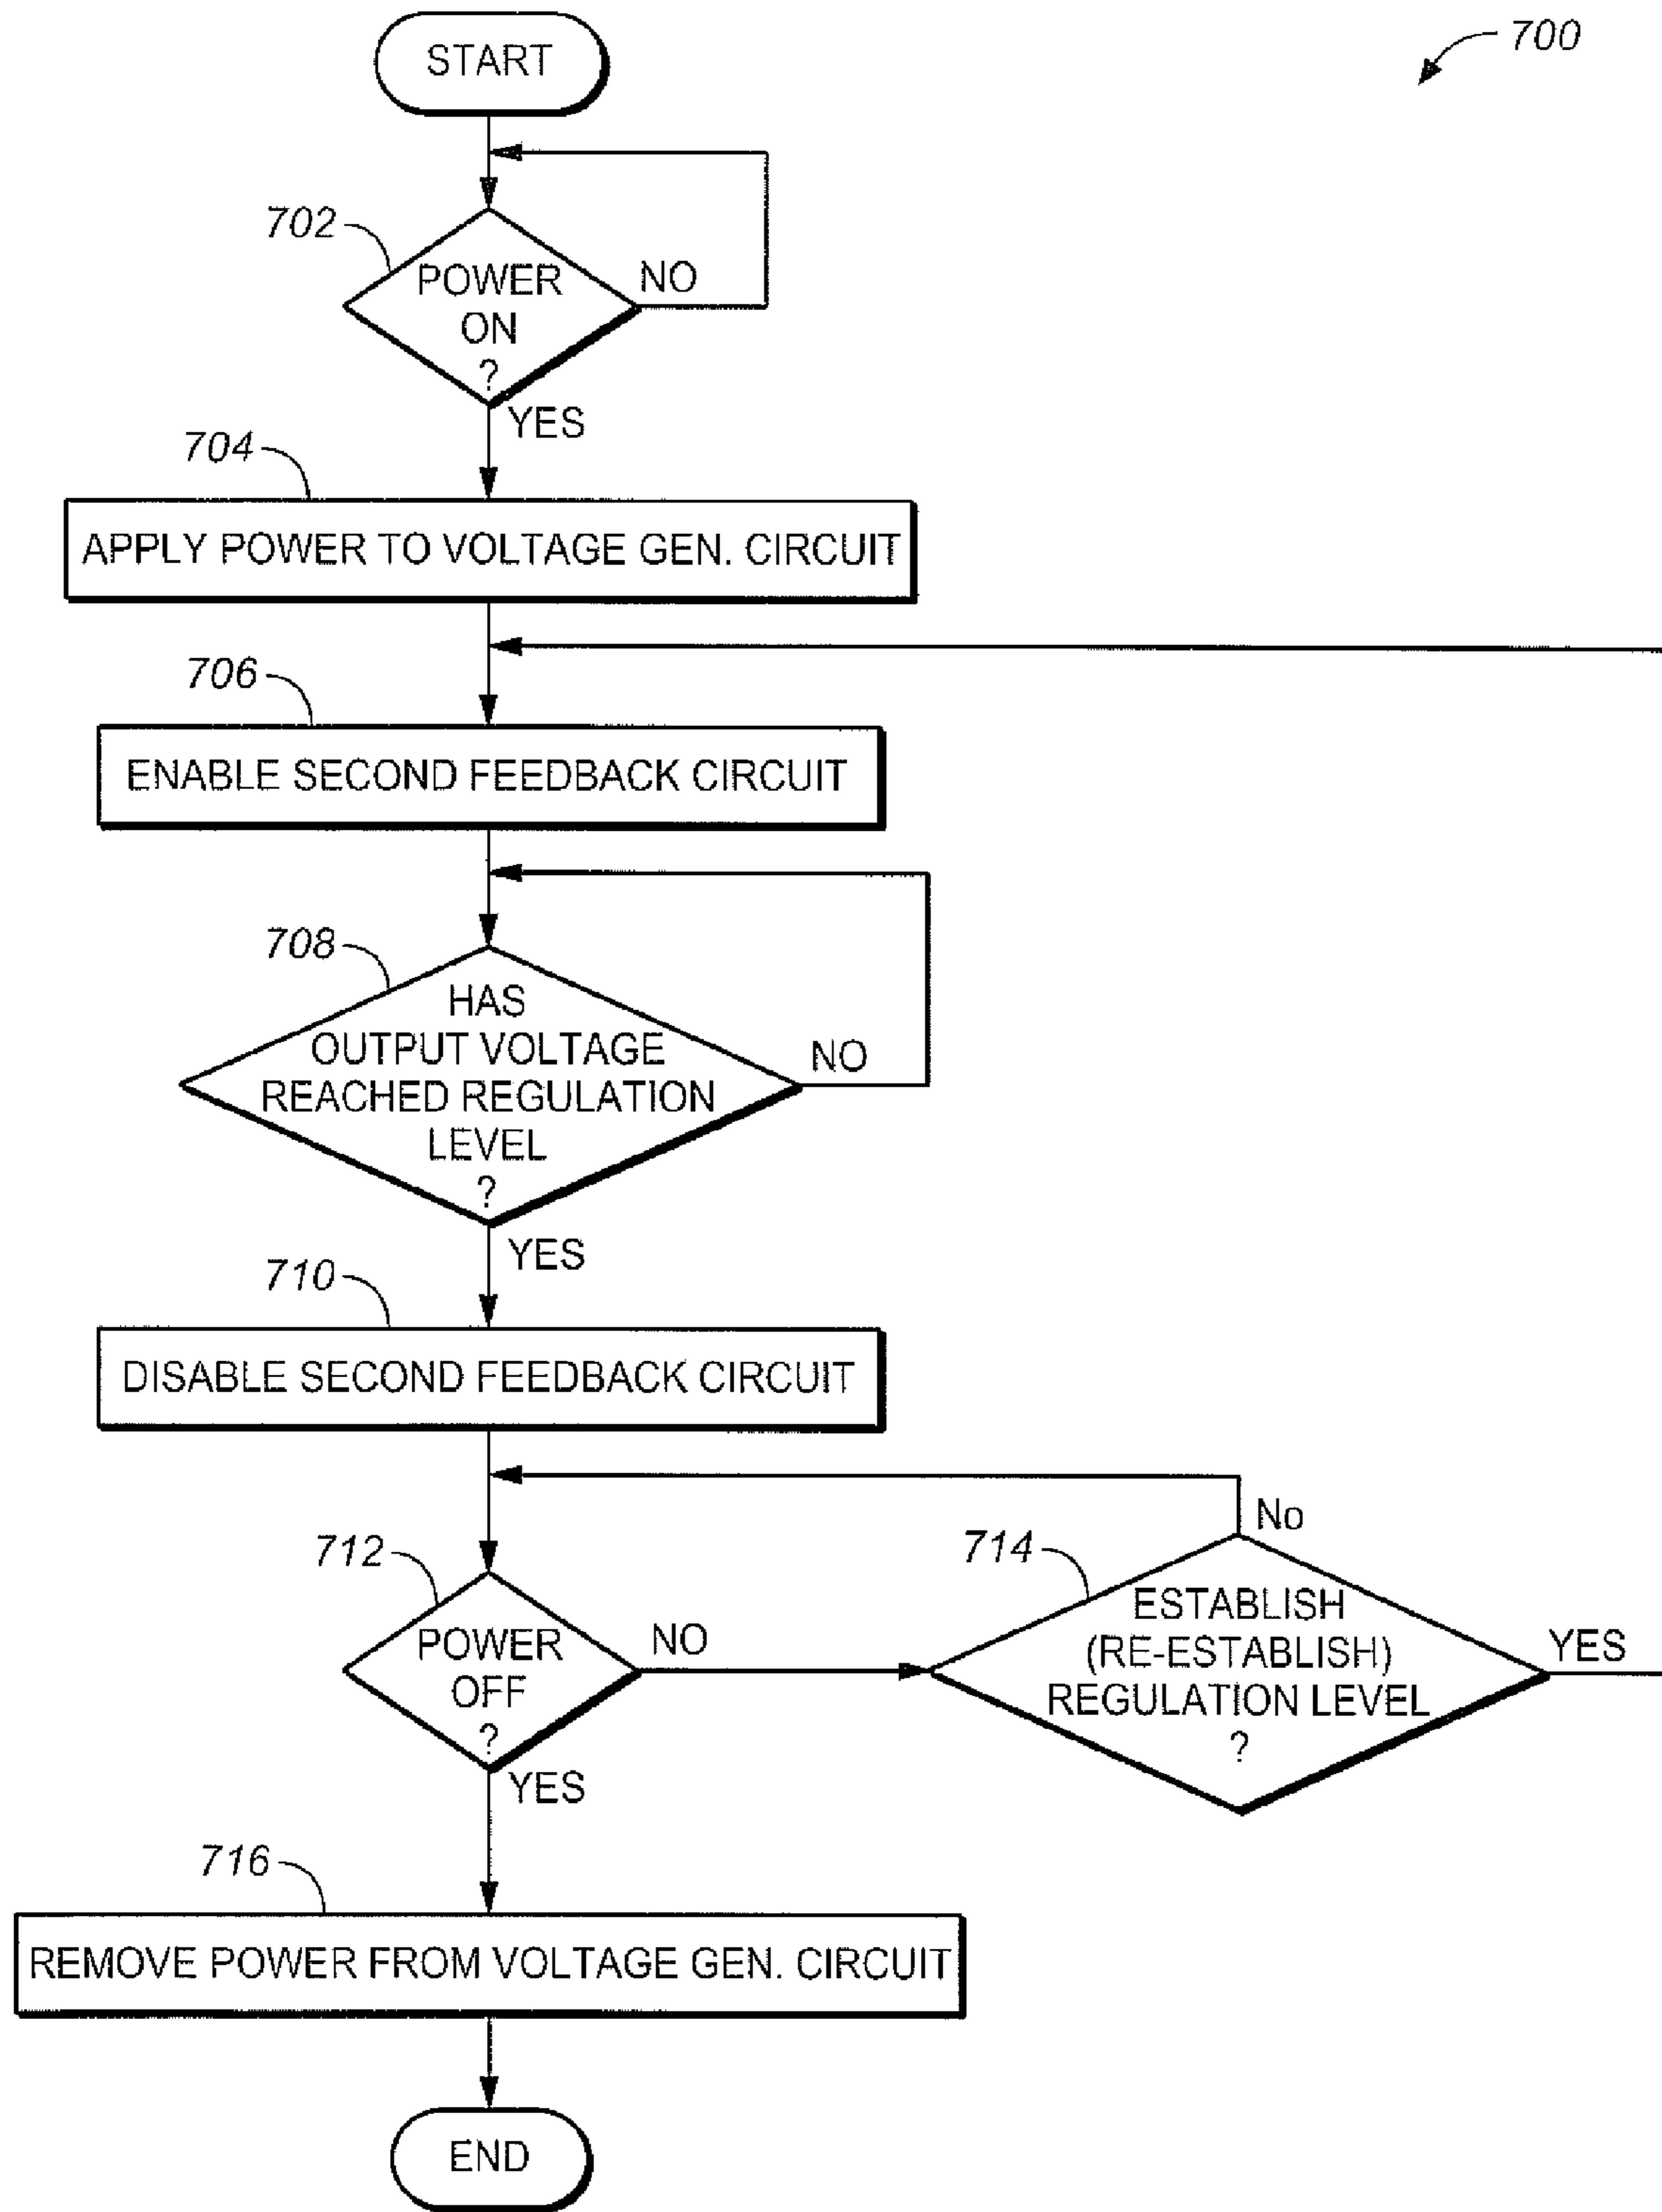 START
700
702
POWER
ON
?
NO
YES
704
APPLY POWER TO VOLTAGE GEN. CIRCUIT
706
ENABLE SECOND FEEDBACK CIRCUIT
708
HAS
OUTPUT VOLTAGE
REACHED REGULATION
LEVEL
?
NO
YES
710
DISABLE SECOND FEEDBACK CIRCUIT
712
POWER
OFF
?
NO
YES
714
No
ESTABLISH
(RE-ESTABLISH)
REGULATION LEVEL
?
YES
716
REMOVE POWER FROM VOLTAGE GEN. CIRCUIT
END